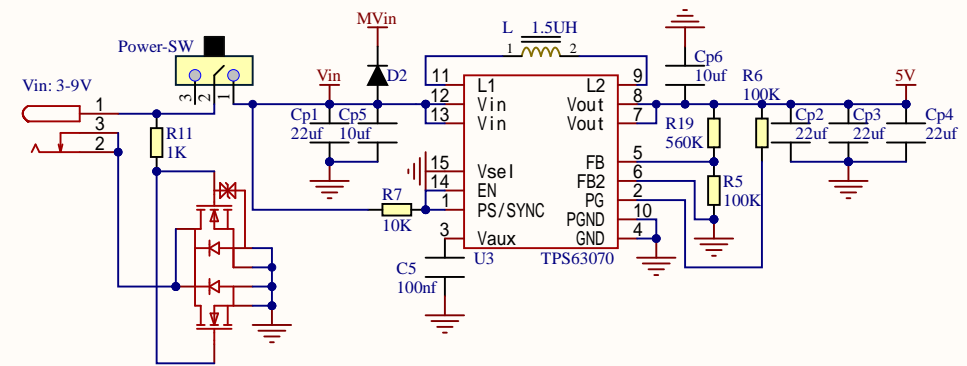 MVin
L 1.5UH
1 2
Power-SW
D2
Cp6
10uf
R6
100K
Vin: 3-9V
Vin
5V
3 2 1
11 L1 L2 9
12 Vin Vout 8
13 Vin Vout 7
1
3
2
R11
1K
Cp1
22uf
Cp5
10uf
R19
560K
Cp2
22uf
Cp3
22uf
Cp4
22uf
15 Vsel FB 5
14 EN FB2 6
1 PS/SYNC PG 2
PGND 10
3 Vaux GND 4
R7
10K
R5
100K
U3 TPS63070
C5
100nf